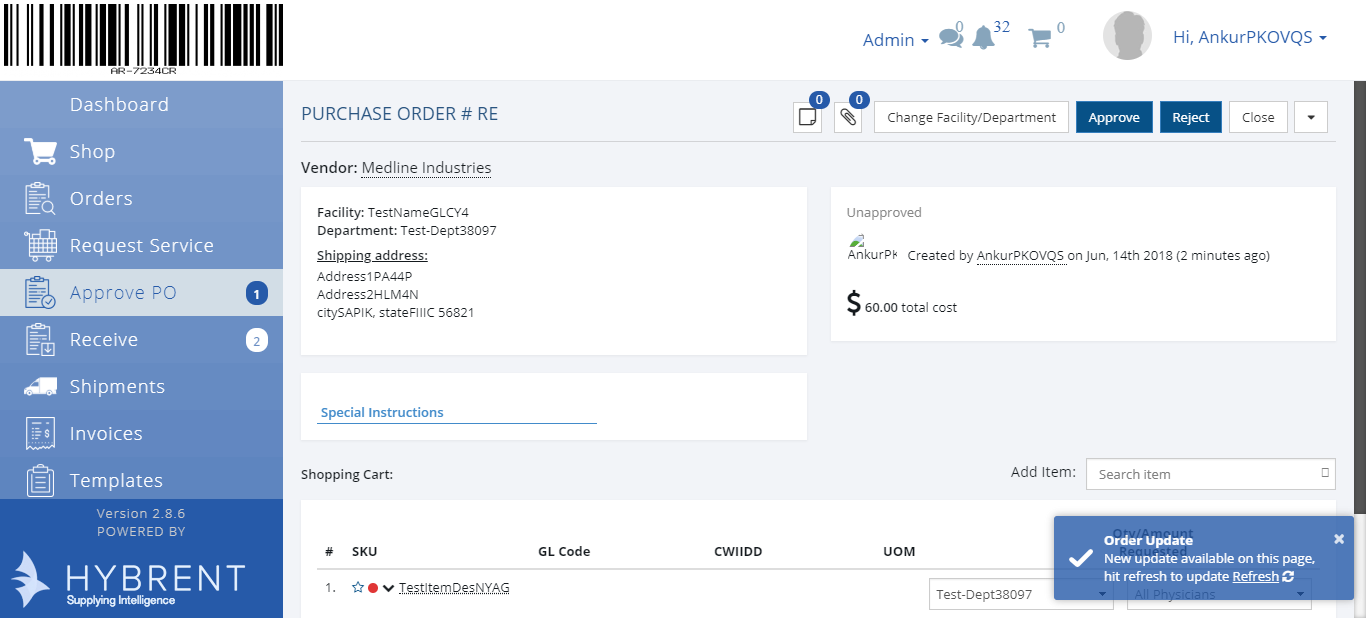 AR-7234CR
Admin
0
32
0
Hi, AnkurPKOVQS
Dashboard
Shop
Orders
Request Service
Approve PO
1
Receive
2
Shipments
Invoices
Templates
Version 2.8.6
POWERED BY
HYBRENT
Supplying Intelligence
PURCHASE ORDER # RE
0
0
Change Facility/Department
Approve
Reject
Close
Vendor: Medline Industries
Facility: TestNameGLCY4
Department: Test-Dept38097
Shipping address:
Address1PA44P
Address2HLM4N
citySAPIK, stateFIIIC 56821
Unapproved
AnkurPK
Created by AnkurPKOVQS on Jun, 14th 2018 (2 minutes ago)
$ 60.00 total cost
Special Instructions
Shopping Cart:
Add Item:
Search item
# SKU GL Code CWIIDD UOM Qty/Amount
Requested
1. TestItemDesNYAG
Test-Dept38097
All Physicians
Order Update
New update available on this page,
hit refresh to update Refresh
×